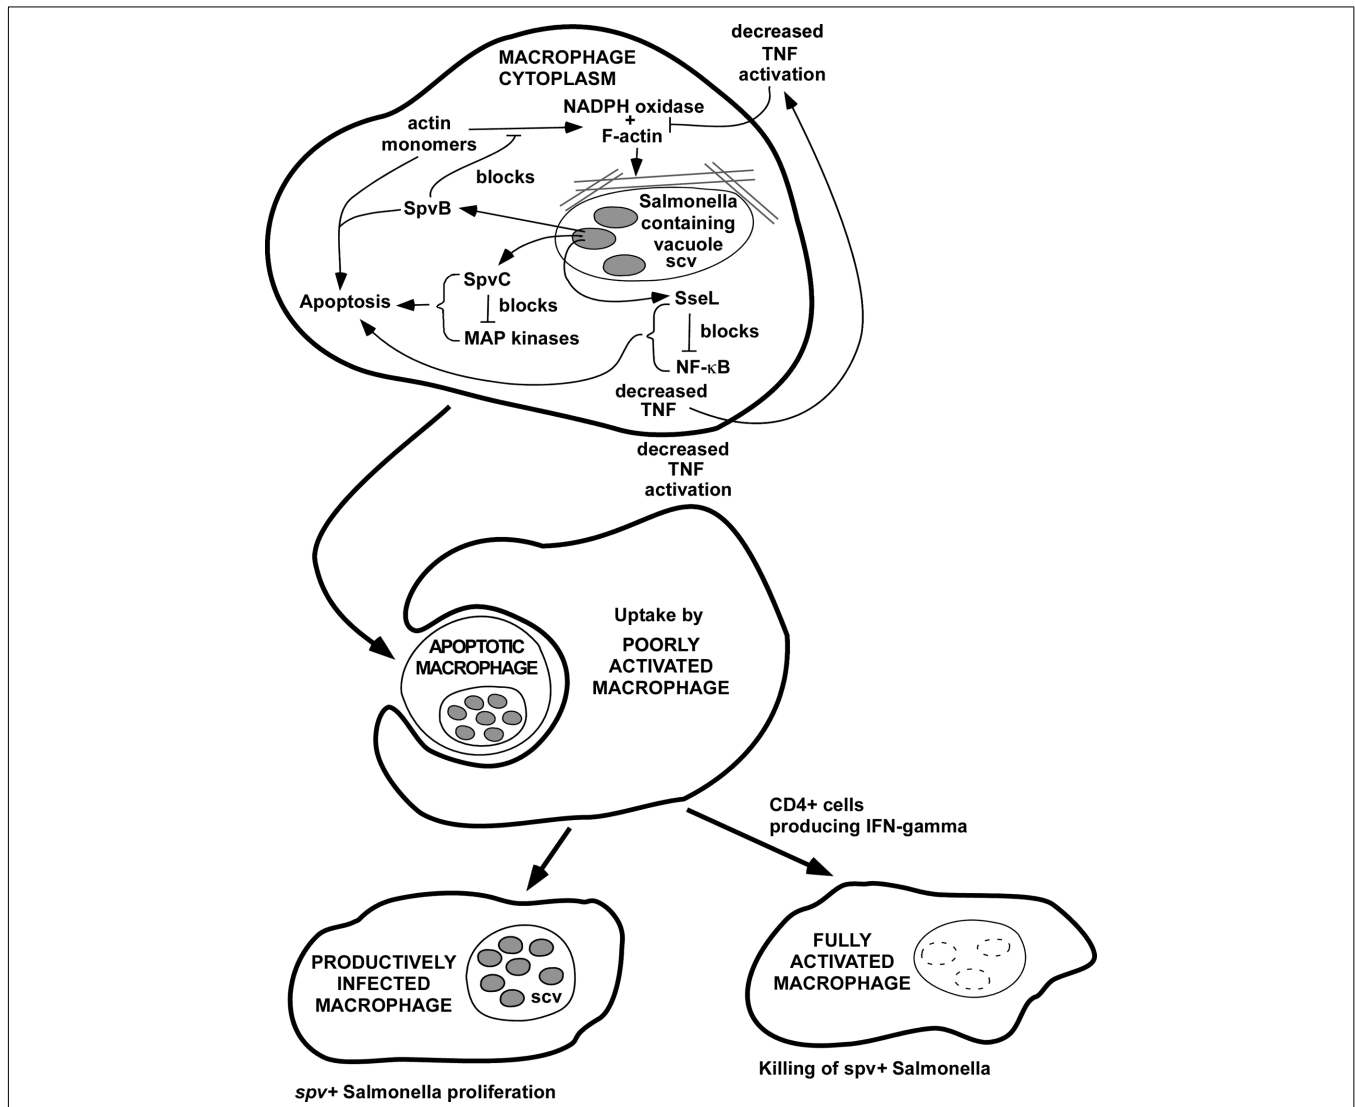 decreased
TNF
activation
MACROPHAGE
CYTOPLASM
NADPH oxidase
+
F-actin
actin
monomers
blocks
SpvB
Salmonella
containing
vacuole
scv
SpvC
blocks
MAP kinases
Apoptosis
SseL
blocks
NF-κB
decreased
TNF
decreased
TNF
activation
Uptake by
POORLY
ACTIVATED
MACROPHAGE
APOPTOTIC
MACROPHAGE
CD4+ cells
producing IFN-gamma
PRODUCTIVELY
INFECTED
MACROPHAGE
scv
FULLY
ACTIVATED
MACROPHAGE
spv+ Salmonella proliferation
Killing of spv+ Salmonella